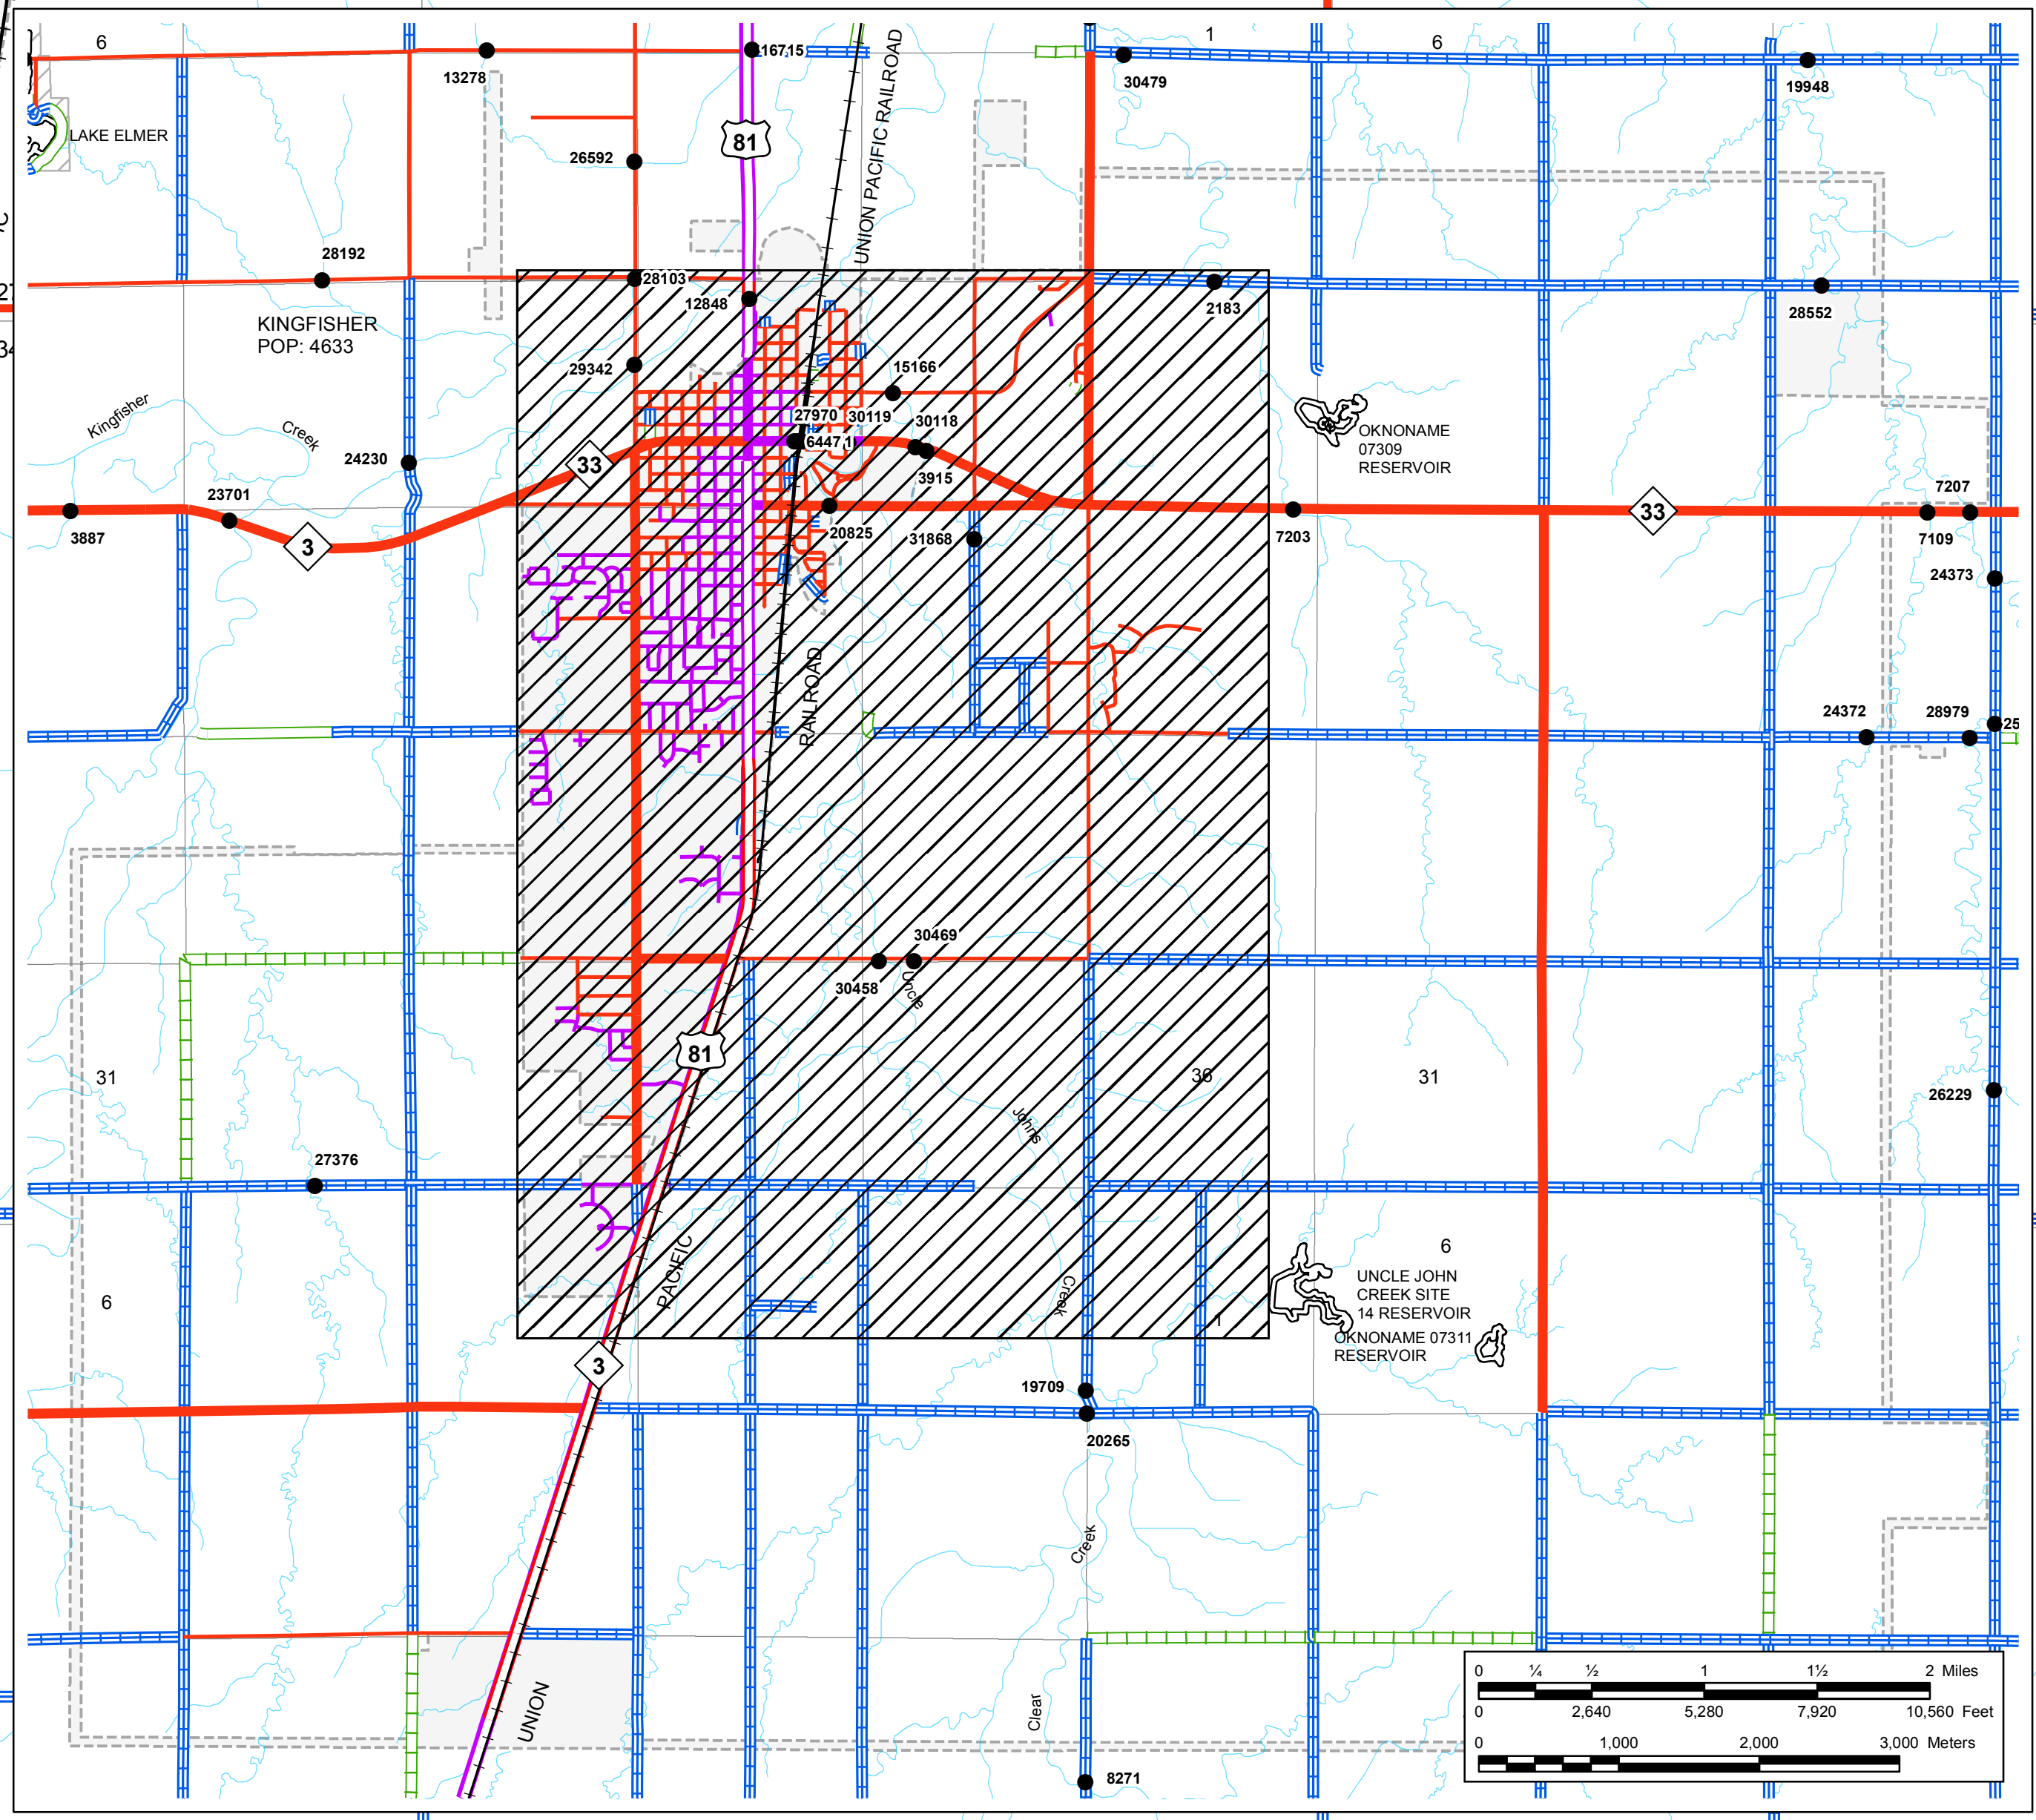 6
1
6
16715
13278
30479
19948
81
LAKE ELMER
UNION PACIFIC RAILROAD
26592
28192
28103
12848
2183
28552
KINGFISHER
POP: 4633
29342
15166
Kingfisher
Creek
27970
30119
30118
6447
33
OKNONAME
07309
RESERVOIR
24230
3915
23701
7207
33
3887
3
20825
31868
7203
7109
24373
RAILROAD
24372
28979
25
30469
30458
Uncle
81
31
36
31
26229
Johns
27376
PACIFIC
Creek
6
6
UNCLE JOHN
CREEK SITE
14 RESERVOIR
OKNONAME 07311
RESERVOIR
3
19709
20265
Creek
UNION
Clear
8271
0 ¼ ½ 1 1½ 2 Miles
0 2,640 5,280 7,920 10,560 Feet
0 1,000 2,000 3,000 Meters